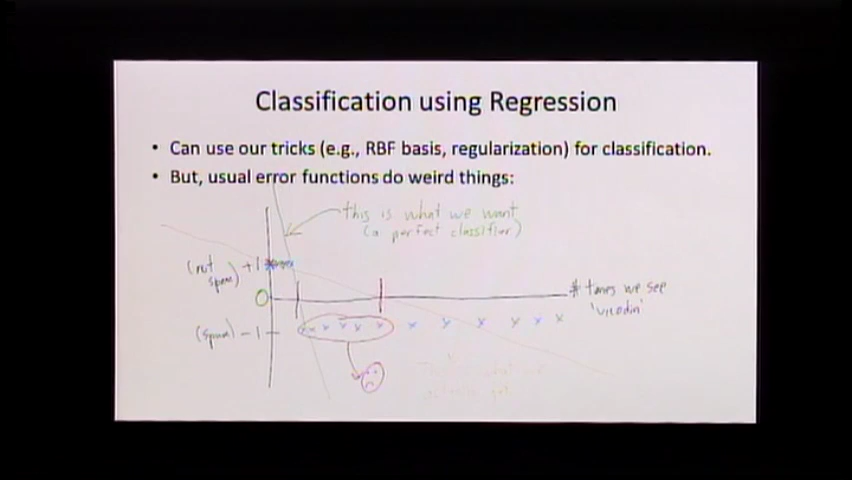 Classification using Regression
• Can use our tricks (e.g., RBF basis, regularization) for classification.
• But, usual error functions do weird things:
this is what we want
(a perfect classifier)
(not spam) +1
0
# times we see
'vicodin'
(spam) -1